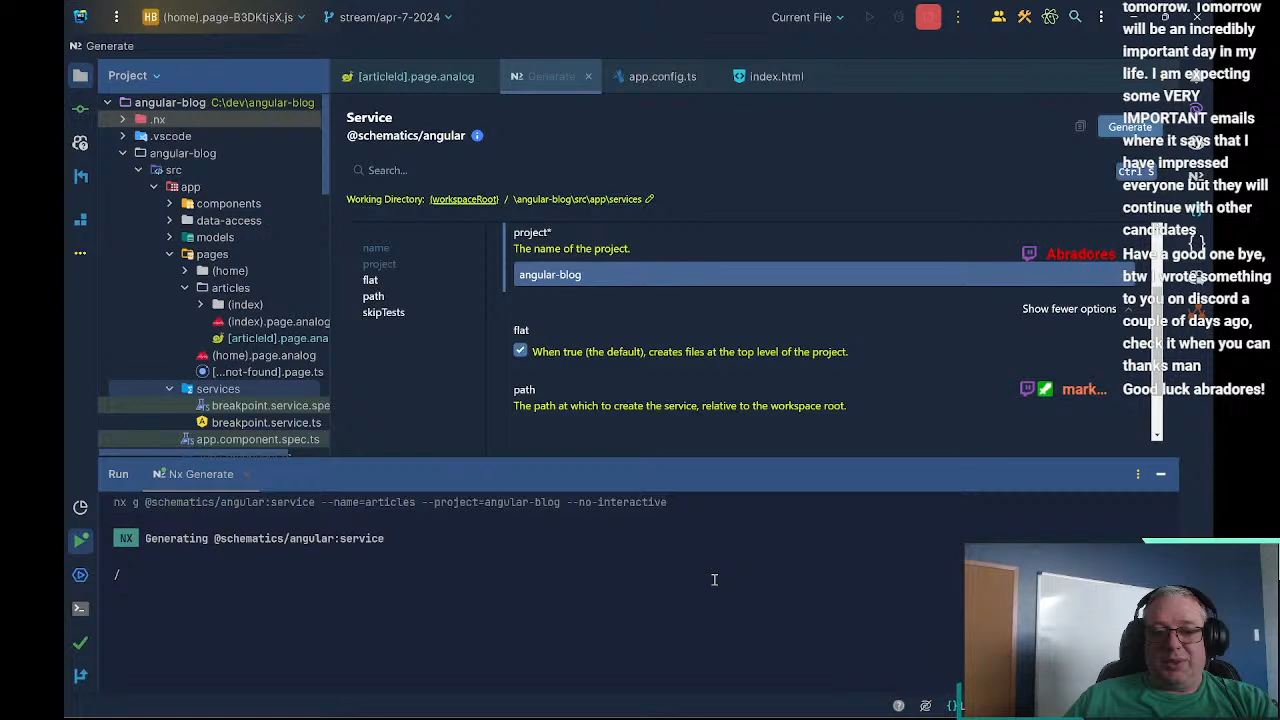 HB (home).page-B3DKtjsX.js
stream/apr-7-2024
Current File
N2 Generate
Project
[articleId].page.analog
Generate
app.config.ts
index.html
angular-blog C:\dev\angular-blog
.nx
.vscode
angular-blog
src
app
components
data-access
models
pages
(home)
articles
(index)
(index).page.analog
[articleId].page.ana
(home).page.analog
[...not-found].page.ts
services
breakpoint.service.spe
breakpoint.service.ts
app.component.spec.ts
Service
@schematics/angular
Generate
Ctrl S
Search...
Working Directory: {workspaceRoot} / \angular-blog\src\app\services
name
project
flat
path
skipTests
project*
The name of the project.
angular-blog
Show fewer options
flat
When true (the default), creates files at the top level of the project.
path
The path at which to create the service, relative to the workspace root.
tomorrow. Tomorrow
will be an incredibly
important day in my
life. I am expecting
some VERY
IMPORTANT emails
where it says that I
have impressed
everyone but they will
continue with other
candidates
Abradores
Have a good one bye,
btw i wrote something
to you on discord a
couple of days ago,
check it when you can
thanks man
mark...
Good luck abradores!
Run
Nx Generate
nx g @schematics/angular:service --name=articles --project=angular-blog --no-interactive
NX Generating @schematics/angular:service
/